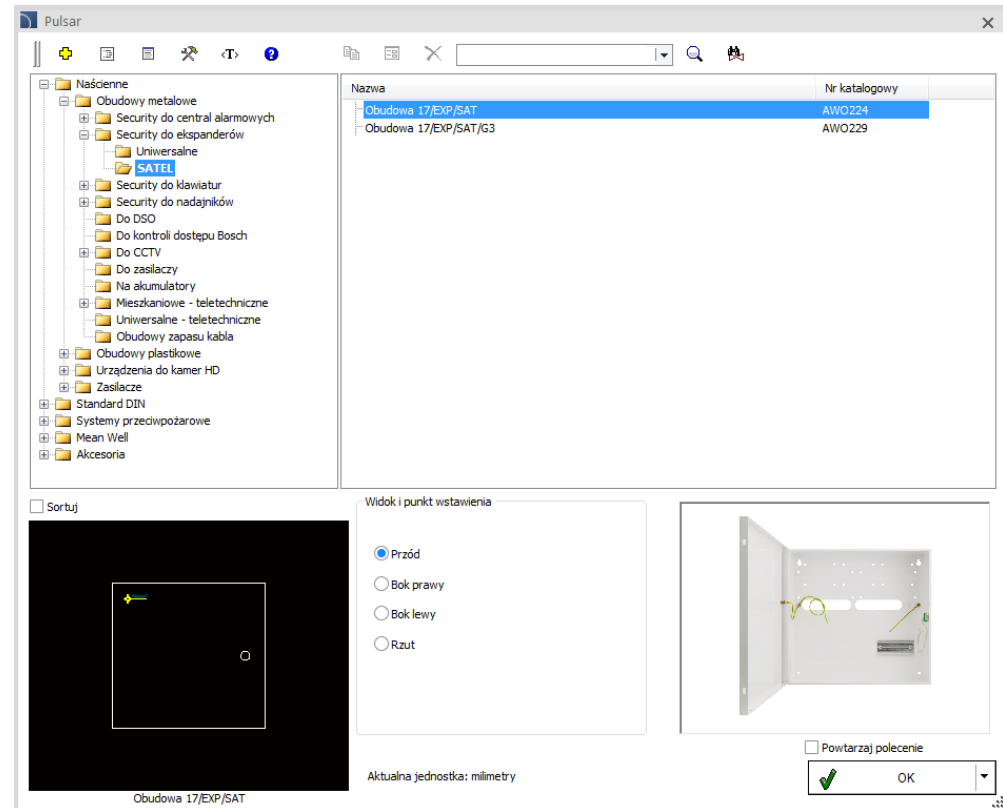 Pulsar
‹T›
Naścienne
Obudowy metalowe
Security do central alarmowych
Security do ekspanderów
Uniwersalne
SATEL
Security do klawiatur
Security do nadajników
Do DSO
Do kontroli dostępu Bosch
Do CCTV
Do zasilaczy
Na akumulatory
Mieszkaniowe - teletechniczne
Uniwersalne - teletechniczne
Obudowy zapasu kabla
Obudowy plastikowe
Urządzenia do kamer HD
Zasilacze
Standard DIN
Systemy przeciwpożarowe
Mean Well
Akcesoria
Nazwa Nr katalogowy
Obudowa 17/EXP/SAT AWO224
Obudowa 17/EXP/SAT/G3 AWO229
Sortuj
Obudowa 17/EXP/SAT
Widok i punkt wstawienia
Przód
Bok prawy
Bok lewy
Rzut
Aktualna jednostka: milimetry
Powtarzaj polecenie
OK